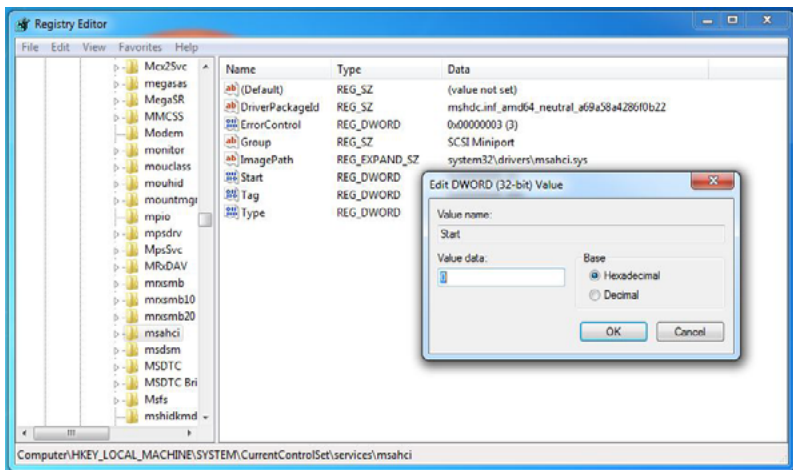 Registry Editor
File Edit View Favorites Help
Mcx2Svc
megasas
MegaSR
MMCSS
Modem
monitor
mouclass
mouhid
mountmgr
mpio
mpsdrv
MpsSvc
MRxDAV
mrxsmb
mrxsmb10
mrxsmb20
msahci
msdsm
MSDTC
MSDTC Bri
Msfs
mshidkmd
Name Type Data
(Default) REG_SZ (value not set)
DriverPackageId REG_SZ mshdc.inf_amd64_neutral_a69a58a4286f0b22
ErrorControl REG_DWORD 0x00000003 (3)
Group REG_SZ SCSI Miniport
ImagePath REG_EXPAND_SZ system32\drivers\msahci.sys
Start REG_DWORD
Tag REG_DWORD
Type REG_DWORD
Edit DWORD (32-bit) Value
Value name:
Start
Value data:
0
Base
Hexadecimal
Decimal
OK Cancel
Computer\HKEY_LOCAL_MACHINE\SYSTEM\CurrentControlSet\services\msahci